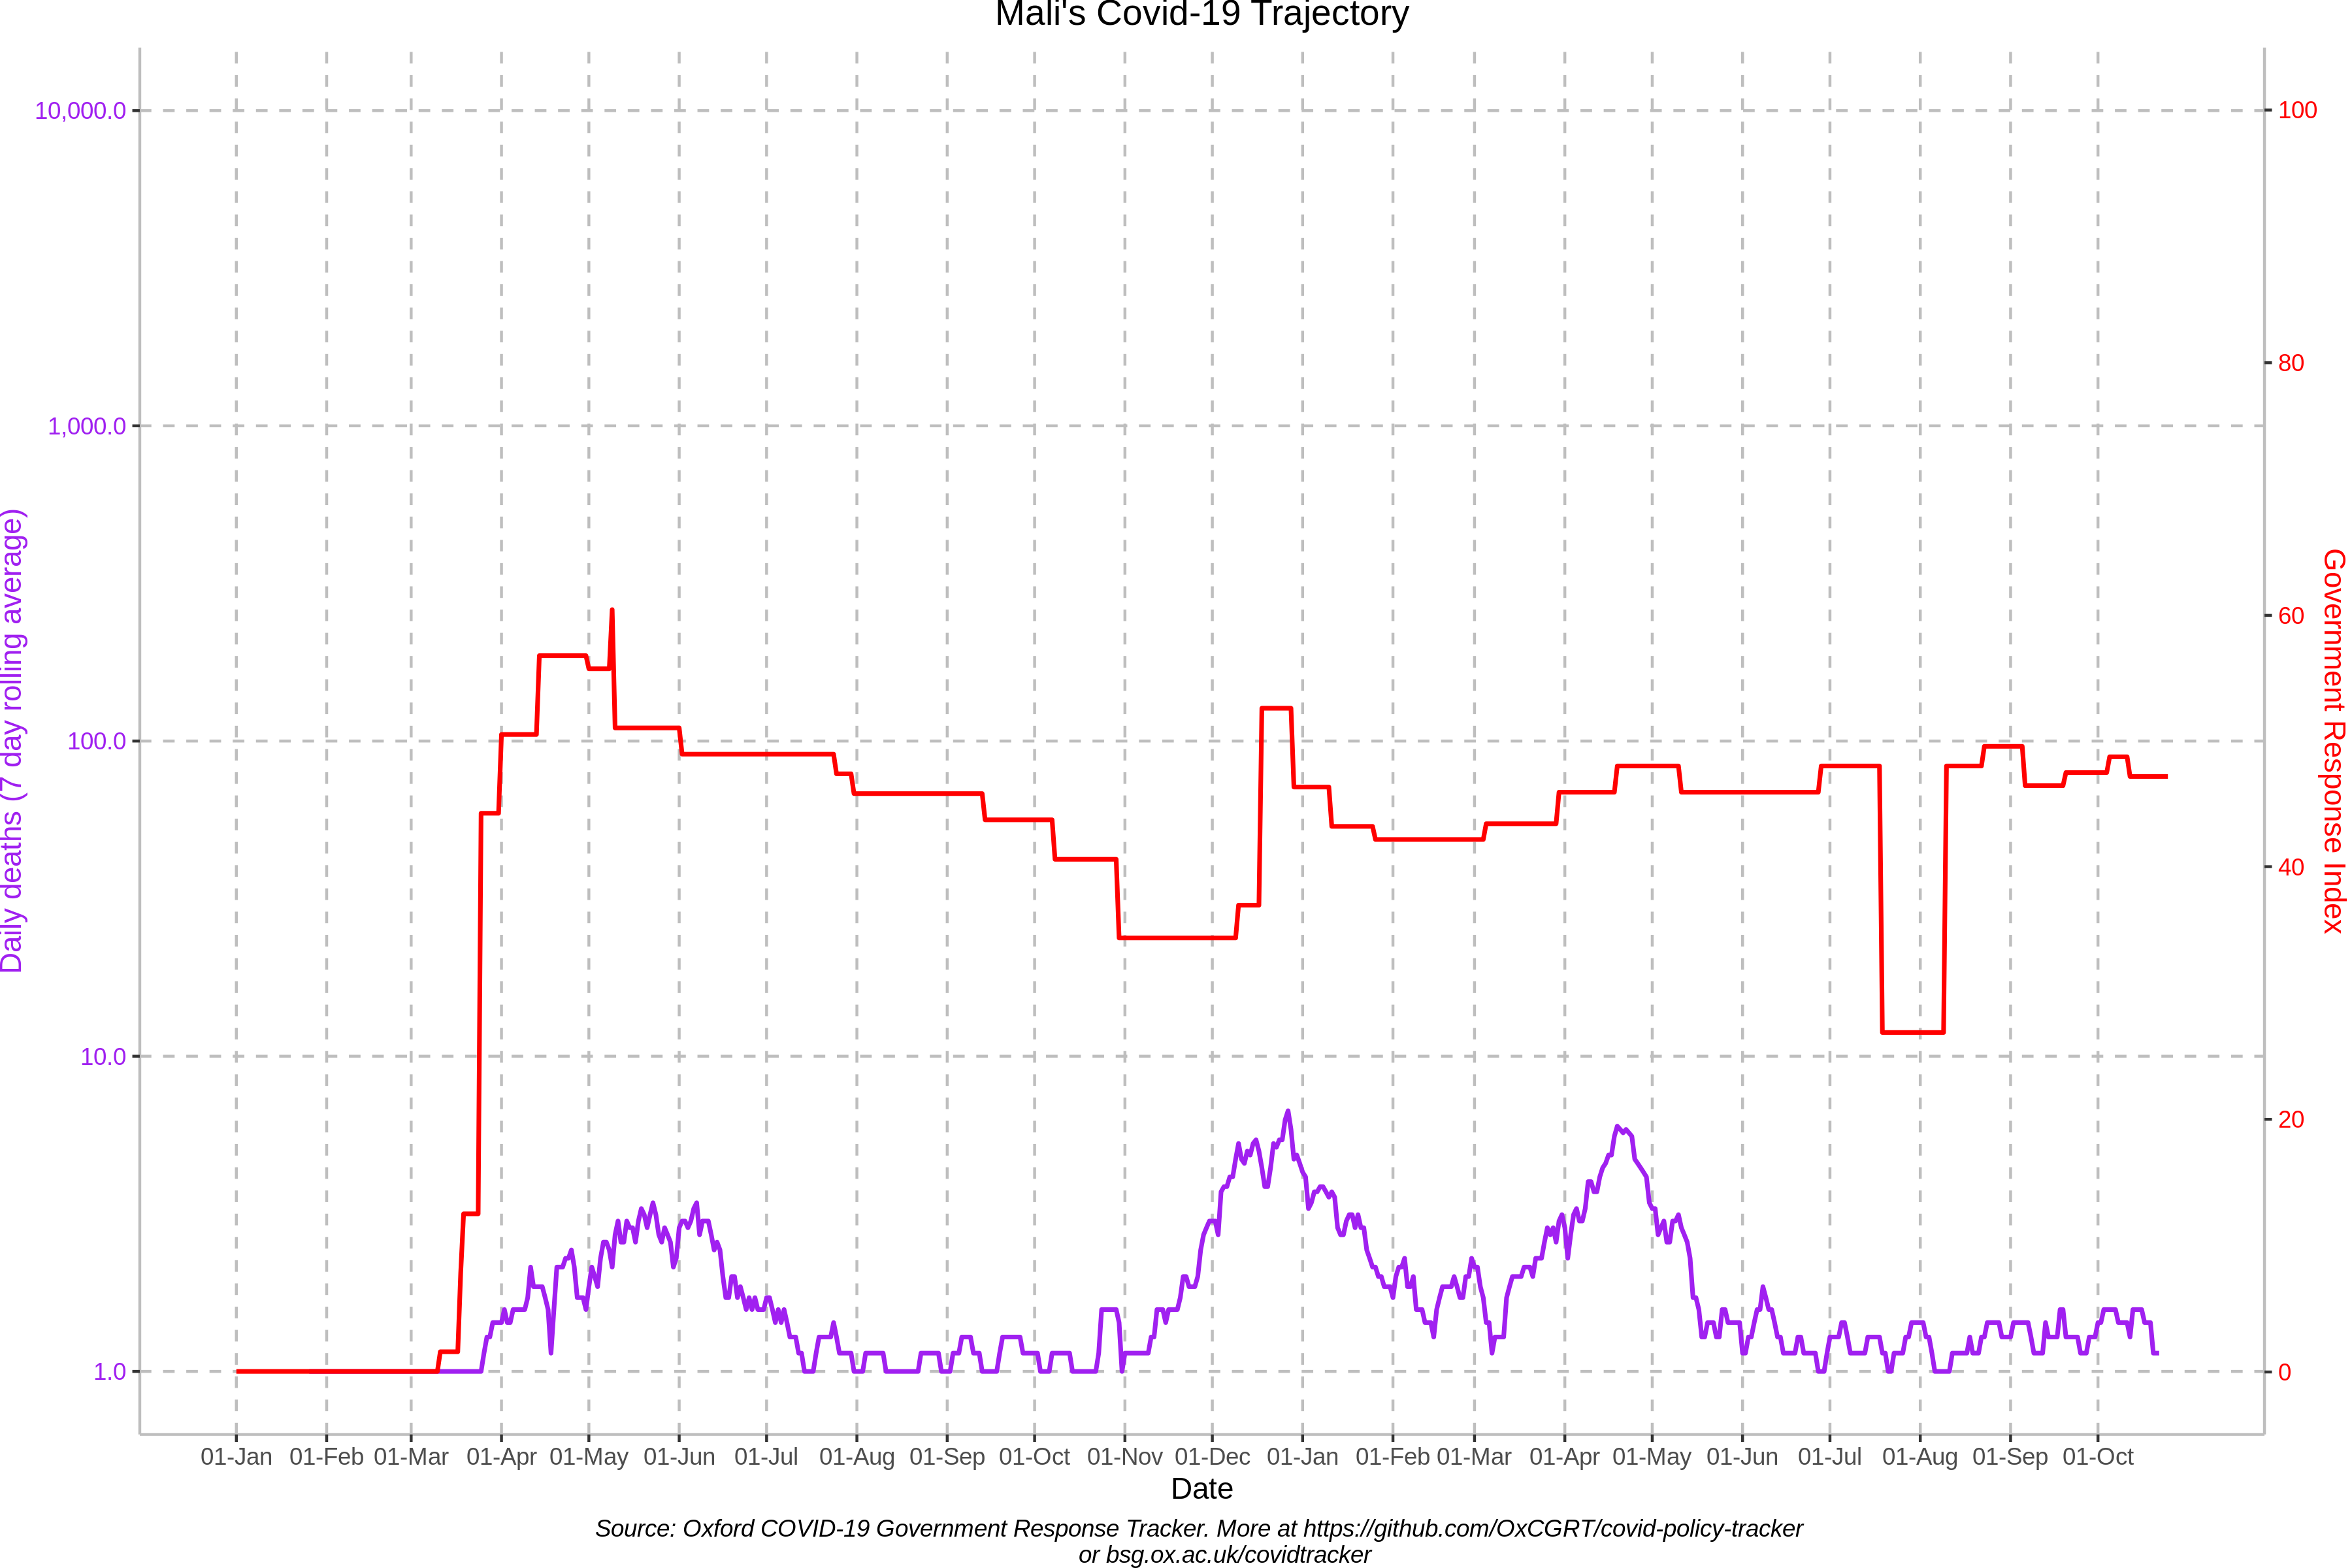 Mali's Covid-19 Trajectory
10,000.0
1,000.0
100.0
10.0
1.0
Daily deaths (7 day rolling average)
100
80
60
40
20
0
Government Response Index
01-Jan 01-Feb 01-Mar 01-Apr 01-May 01-Jun 01-Jul 01-Aug 01-Sep 01-Oct 01-Nov 01-Dec 01-Jan 01-Feb 01-Mar 01-Apr 01-May 01-Jun 01-Jul 01-Aug 01-Sep 01-Oct
Date
Source: Oxford COVID-19 Government Response Tracker. More at https://github.com/OxCGRT/covid-policy-tracker
or bsg.ox.ac.uk/covidtracker